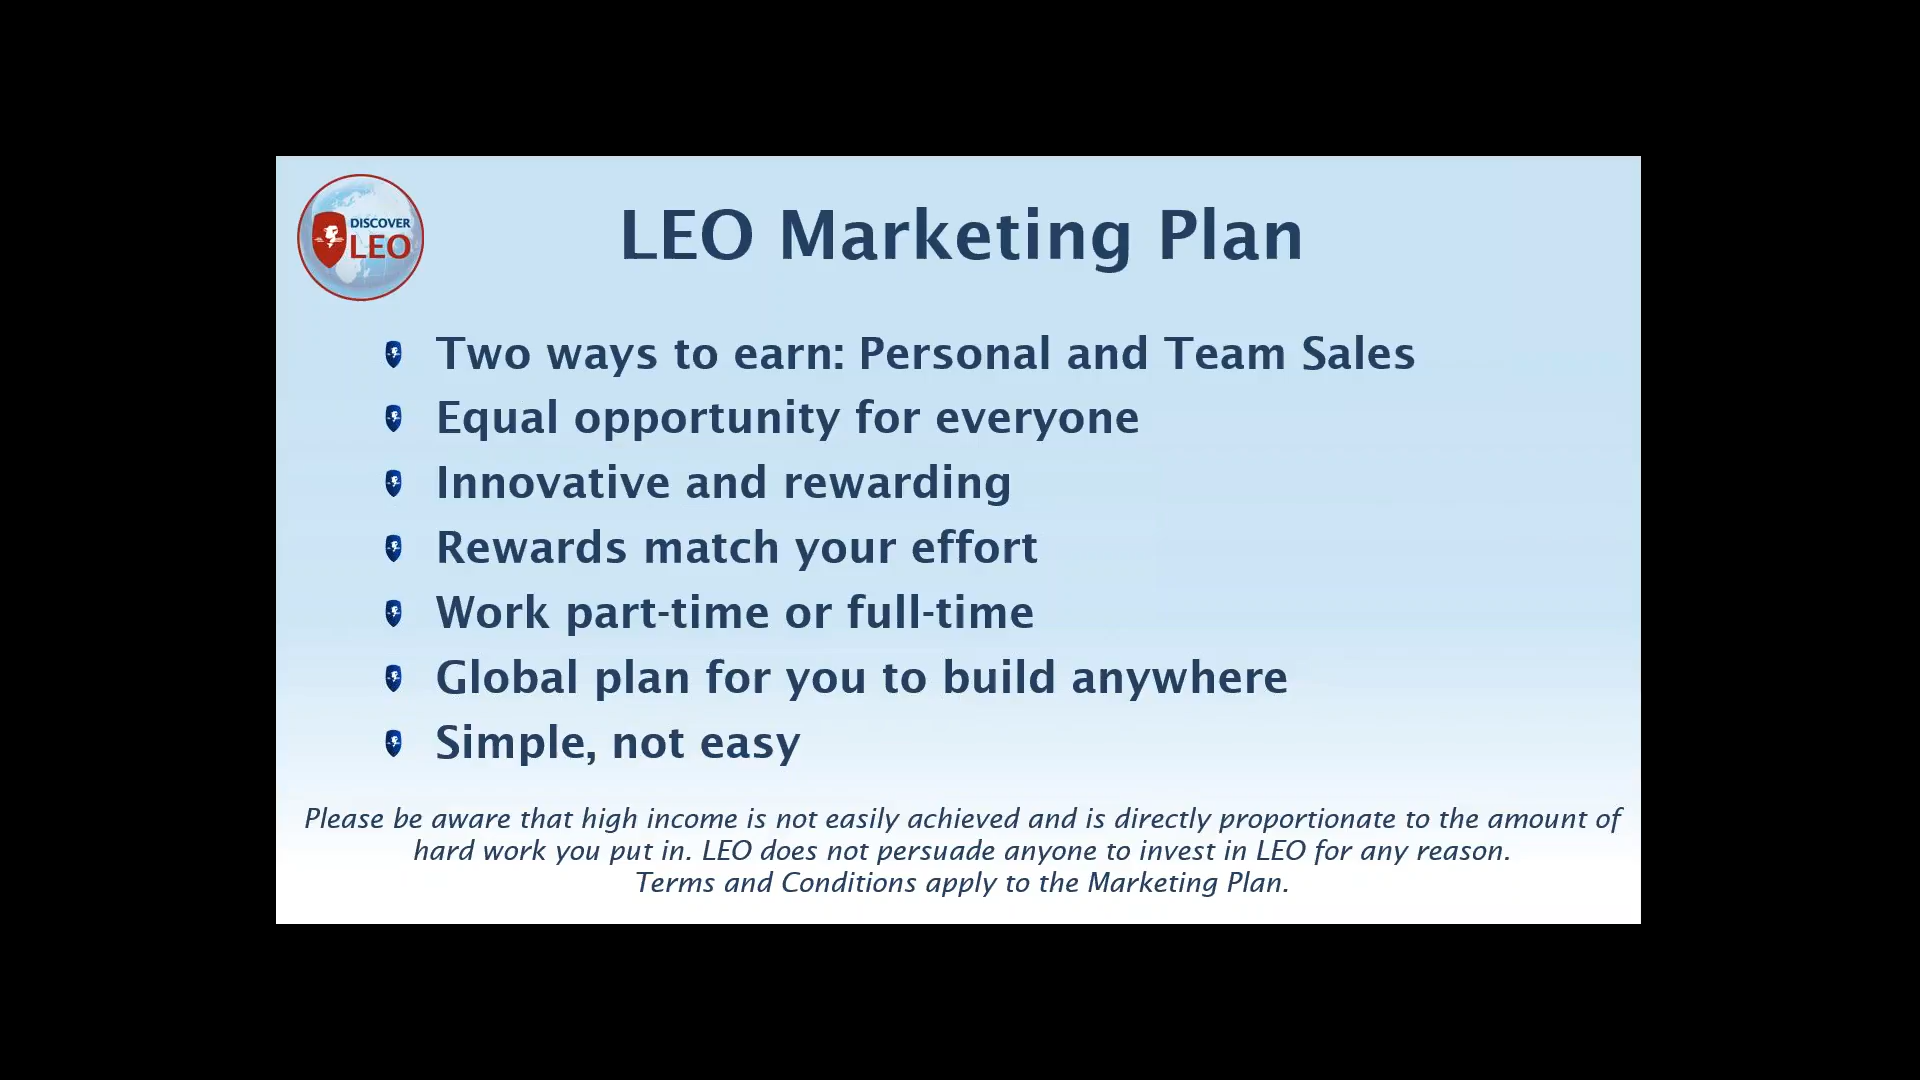 DISCOVER
LEO
LEO Marketing Plan
Two ways to earn: Personal and Team Sales
Equal opportunity for everyone
Innovative and rewarding
Rewards match your effort
Work part-time or full-time
Global plan for you to build anywhere
Simple, not easy
Please be aware that high income is not easily achieved and is directly proportionate to the amount of
hard work you put in. LEO does not persuade anyone to invest in LEO for any reason.
Terms and Conditions apply to the Marketing Plan.